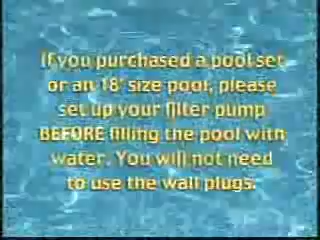 If you purchased a pool set
or an 18' size pool, please
set up your filter pump
BEFORE filling the pool with
water. You will not need
to use the wall plugs.